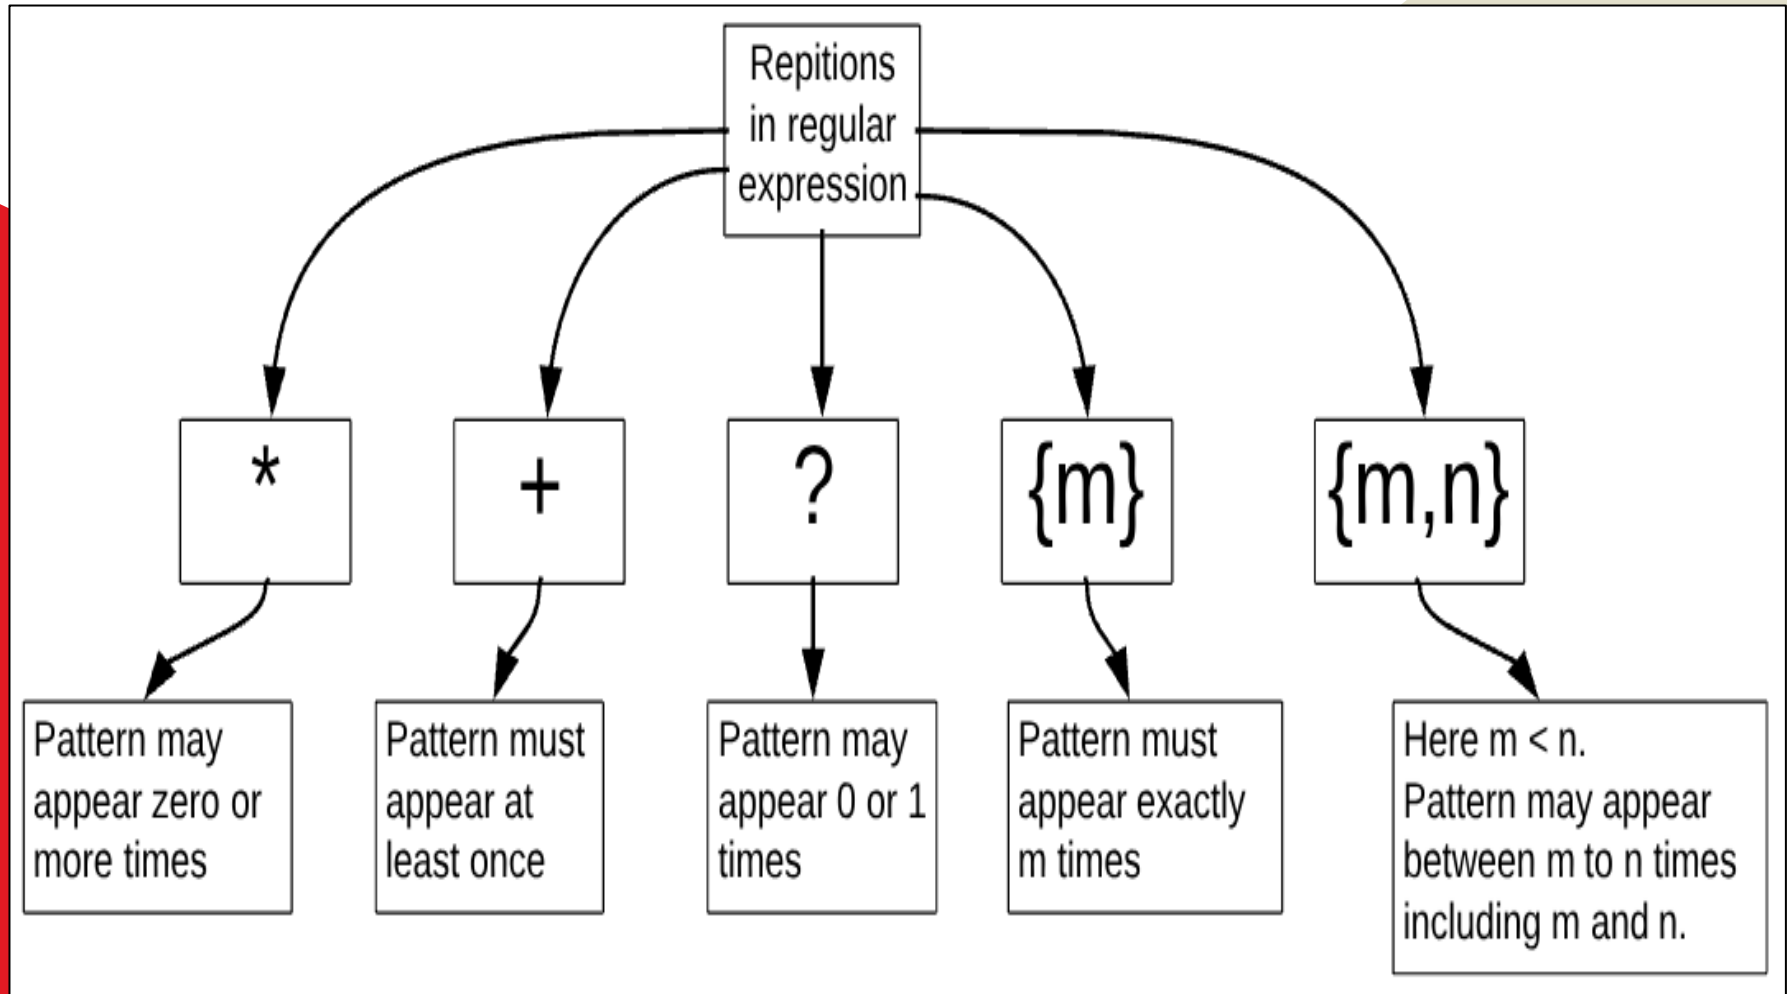 Repitions
in regular
expression
*
+
?
{m}
{m,n}
Pattern may
appear zero or
more times
Pattern must
appear at
least once
Pattern may
appear 0 or 1
times
Pattern must
appear exactly
m times
Here m < n.
Pattern may appear
between m to n times
including m and n.